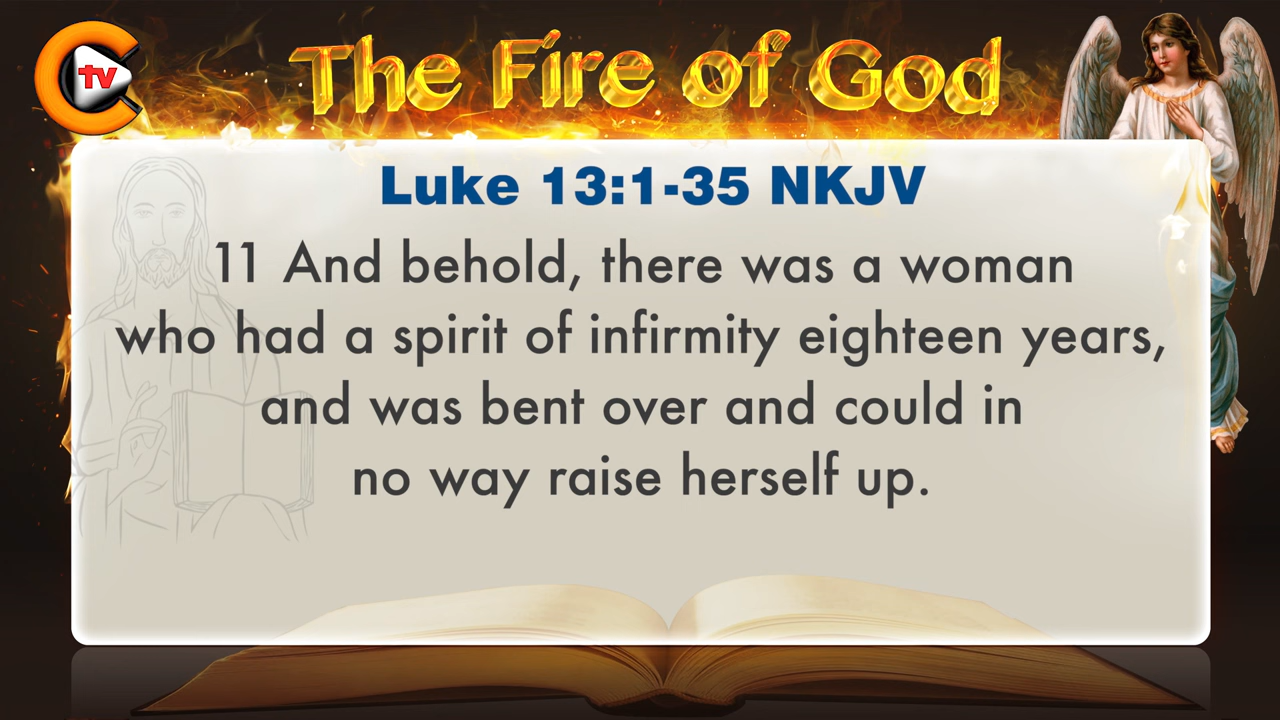 tv
The Fire of God
Luke 13:1-35 NKJV
11 And behold, there was a woman
who had a spirit of infirmity eighteen years,
and was bent over and could in
no way raise herself up.